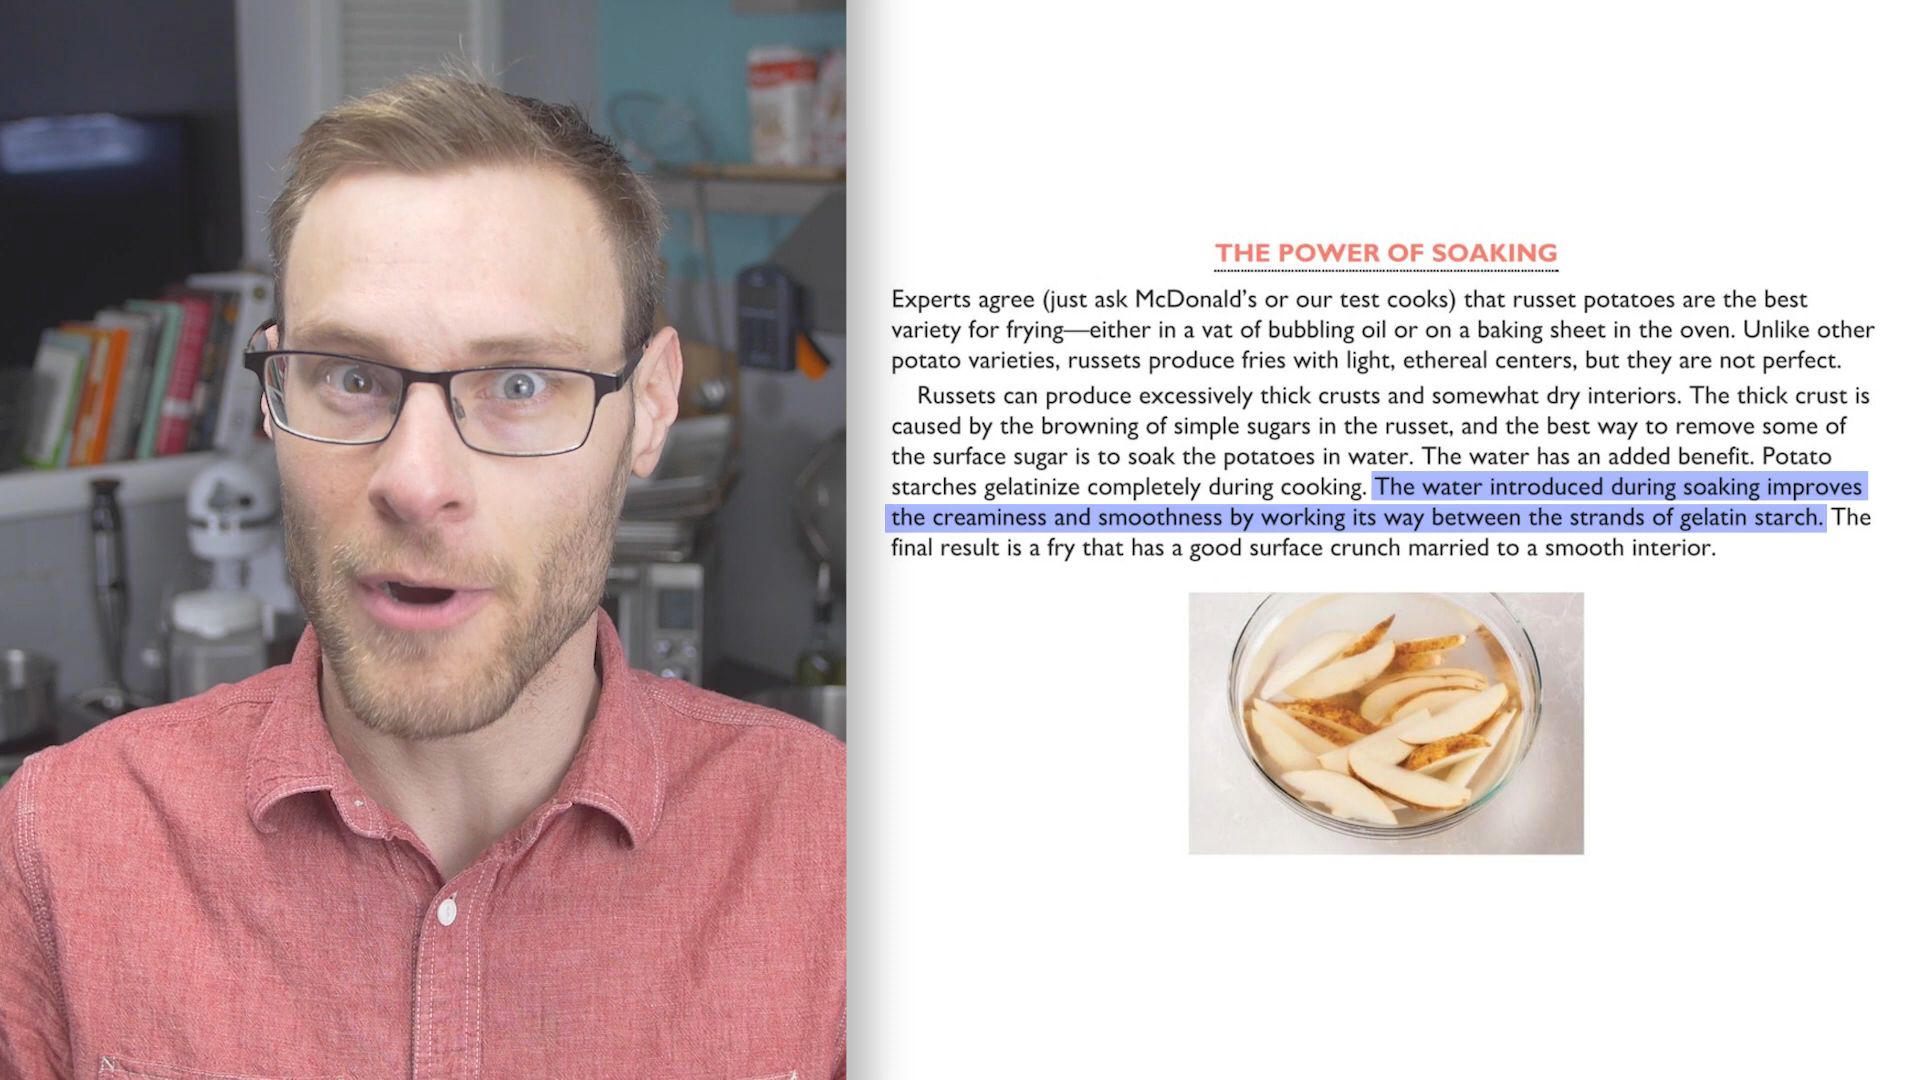 THE POWER OF SOAKING
Experts agree (just ask McDonald’s or our test cooks) that russet potatoes are the best
variety for frying—either in a vat of bubbling oil or on a baking sheet in the oven. Unlike other
potato varieties, russets produce fries with light, ethereal centers, but they are not perfect.
Russets can produce excessively thick crusts and somewhat dry interiors. The thick crust is
caused by the browning of simple sugars in the russet, and the best way to remove some of
the surface sugar is to soak the potatoes in water. The water has an added benefit. Potato
starches gelatinize completely during cooking. The water introduced during soaking improves
the creaminess and smoothness by working its way between the strands of gelatin starch. The
final result is a fry that has a good surface crunch married to a smooth interior.